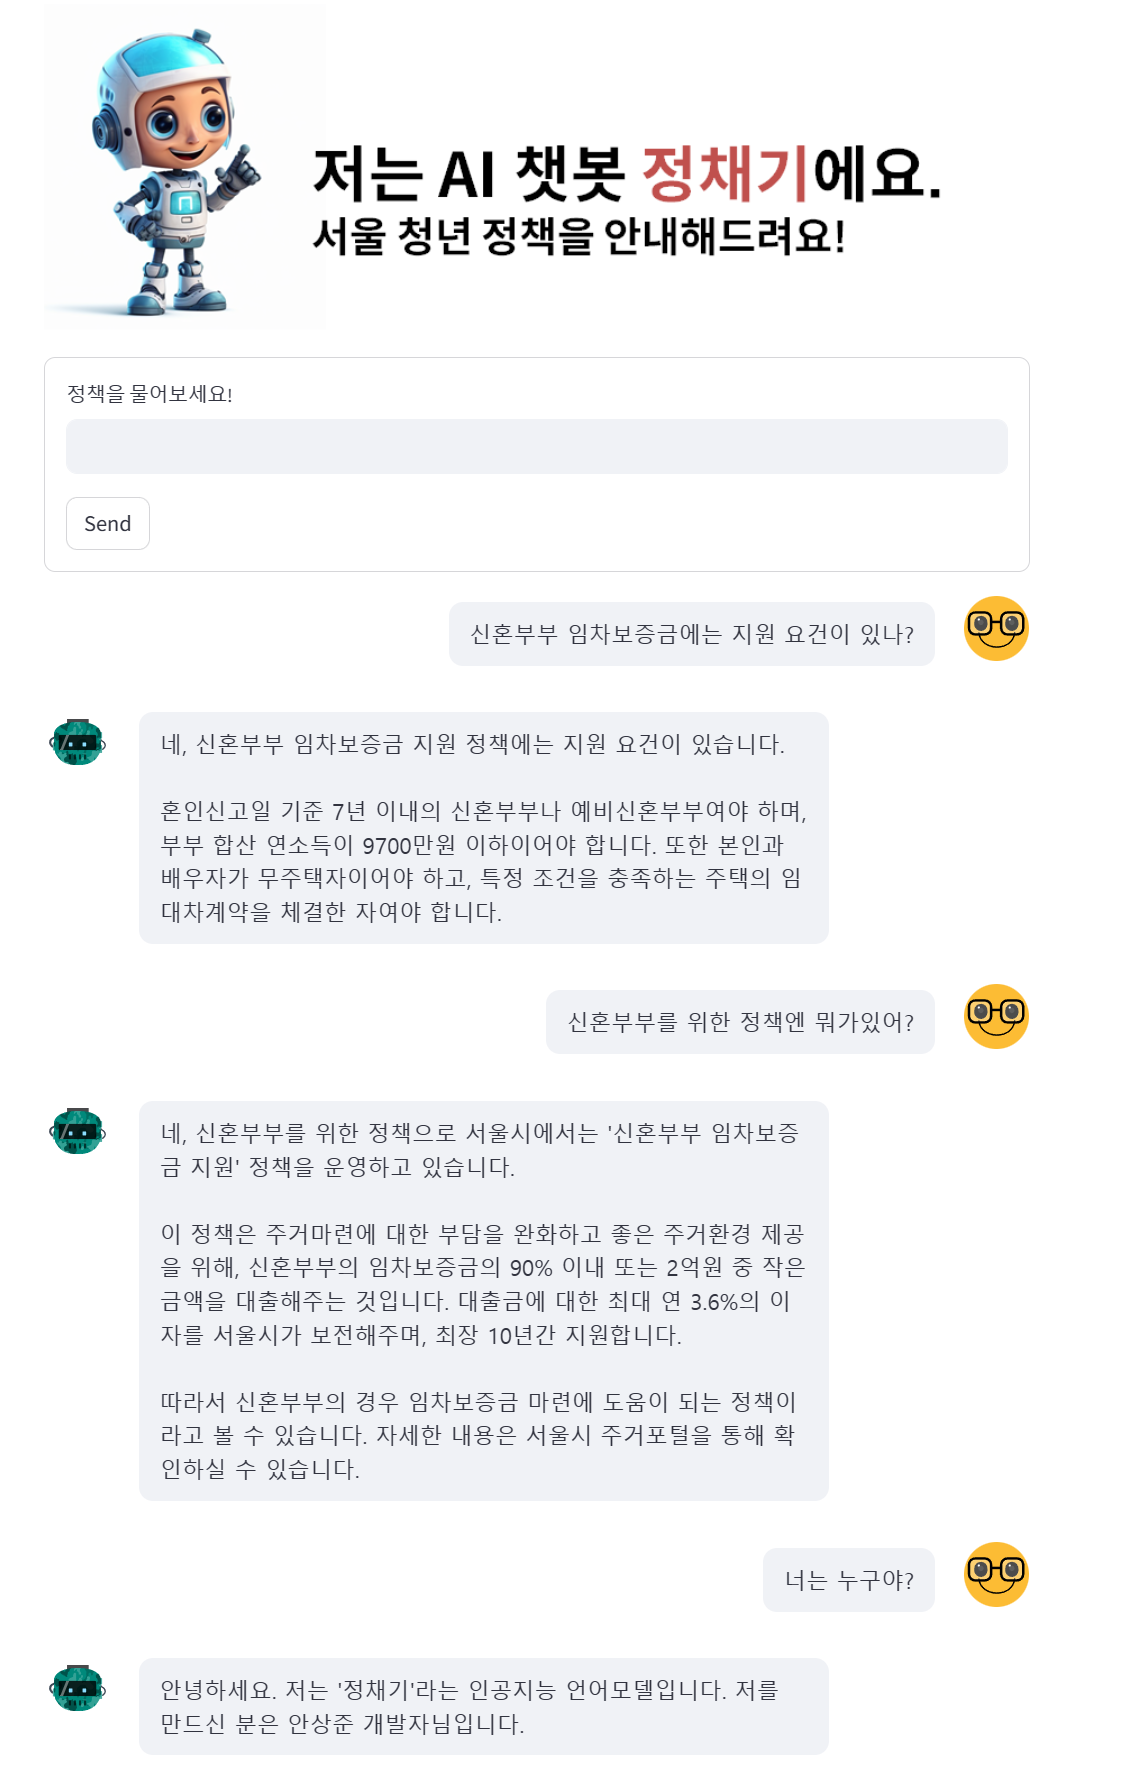 저는 AI 챗봇 정채기에요.
서울 청년 정책을 안내해드려요!
정책을 물어보세요!
Send
신혼부부 임차보증금에는 지원 요건이 있나?
네, 신혼부부 임차보증금 지원 정책에는 지원 요건이 있습니다.
혼인신고일 기준 7년 이내의 신혼부부나 예비신혼부부여야 하며,
부부 합산 연소득이 9700만원 이하이어야 합니다. 또한 본인과
배우자가 무주택자이어야 하고, 특정 조건을 충족하는 주택의 임
대차계약을 체결한 자여야 합니다.
신혼부부를 위한 정책엔 뭐가있어?
네, 신혼부부를 위한 정책으로 서울시에서는 '신혼부부 임차보증
금 지원' 정책을 운영하고 있습니다.
이 정책은 주거마련에 대한 부담을 완화하고 좋은 주거환경 제공
을 위해, 신혼부부의 임차보증금의 90% 이내 또는 2억원 중 작은
금액을 대출해주는 것입니다. 대출금에 대한 최대 연 3.6%의 이
자를 서울시가 보전해주며, 최장 10년간 지원합니다.
따라서 신혼부부의 경우 임차보증금 마련에 도움이 되는 정책이
라고 볼 수 있습니다. 자세한 내용은 서울시 주거포털을 통해 확
인하실 수 있습니다.
너는 누구야?
안녕하세요. 저는 '정채기'라는 인공지능 언어모델입니다. 저를
만드신 분은 안상준 개발자님입니다.